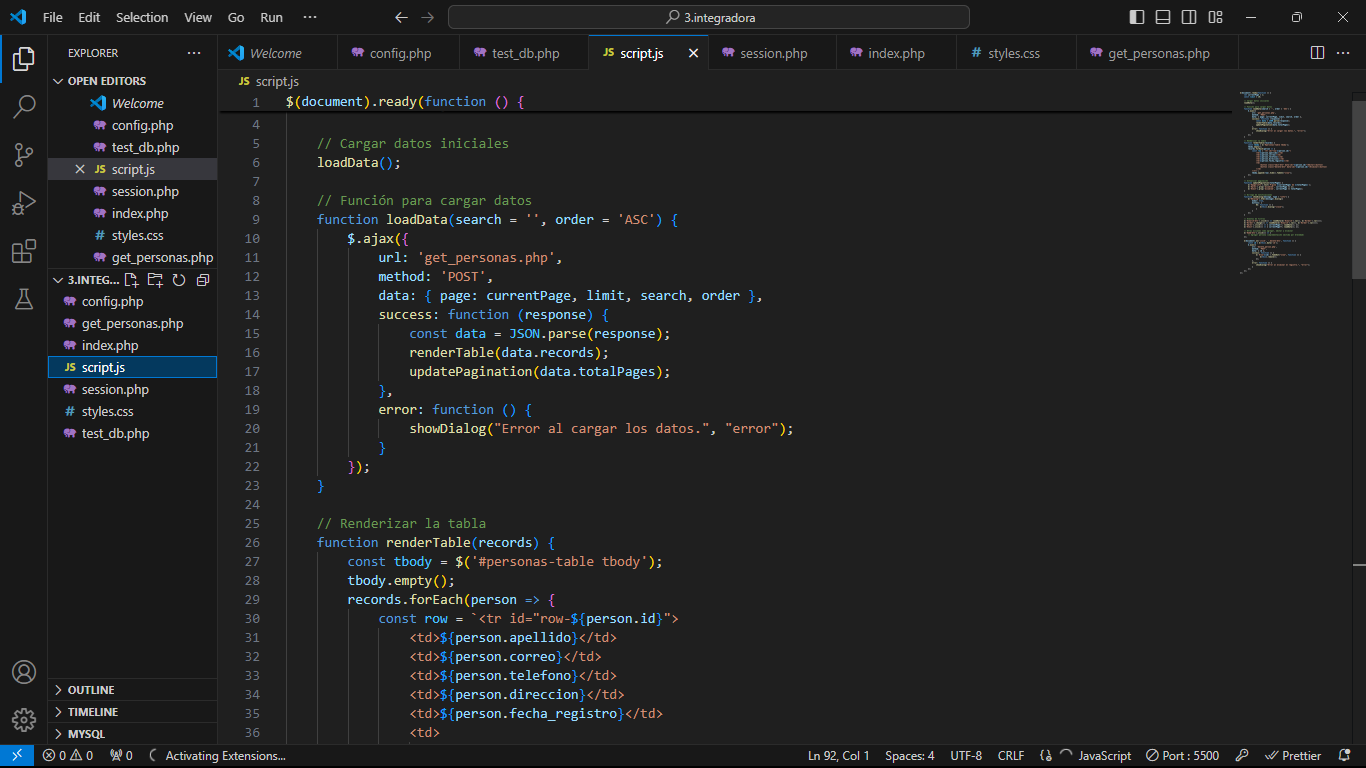 File Edit Selection View Go Run ··· 3.integradora
EXPLORER ···
OPEN EDITORS
Welcome
config.php
test_db.php
JS script.js
session.php
index.php
# styles.css
get_personas.php
3.INTEG...
config.php
get_personas.php
index.php
JS script.js
session.php
# styles.css
test_db.php
OUTLINE
TIMELINE
MYSQL
Welcome config.php test_db.php JS script.js session.php index.php # styles.css get_personas.php ···
JS script.js
1 $(document).ready(function () {
4
5 // Cargar datos iniciales
6 loadData();
7
8 // Función para cargar datos
9 function loadData(search = '', order = 'ASC') {
10 $.ajax({
11 url: 'get_personas.php',
12 method: 'POST',
13 data: { page: currentPage, limit, search, order },
14 success: function (response) {
15 const data = JSON.parse(response);
16 renderTable(data.records);
17 updatePagination(data.totalPages);
18 },
19 error: function () {
20 showDialog("Error al cargar los datos.", "error");
21 }
22 });
23 }
24
25 // Renderizar la tabla
26 function renderTable(records) {
27 const tbody = $('#personas-table tbody');
28 tbody.empty();
29 records.forEach(person => {
30 const row = `<tr id="row-${person.id}">
31 <td>${person.apellido}</td>
32 <td>${person.correo}</td>
33 <td>${person.telefono}</td>
34 <td>${person.direccion}</td>
35 <td>${person.fecha_registro}</td>
36 <td>
0 0 0 Activating Extensions... Ln 92, Col 1 Spaces: 4 UTF-8 CRLF JavaScript Port : 5500 Prettier